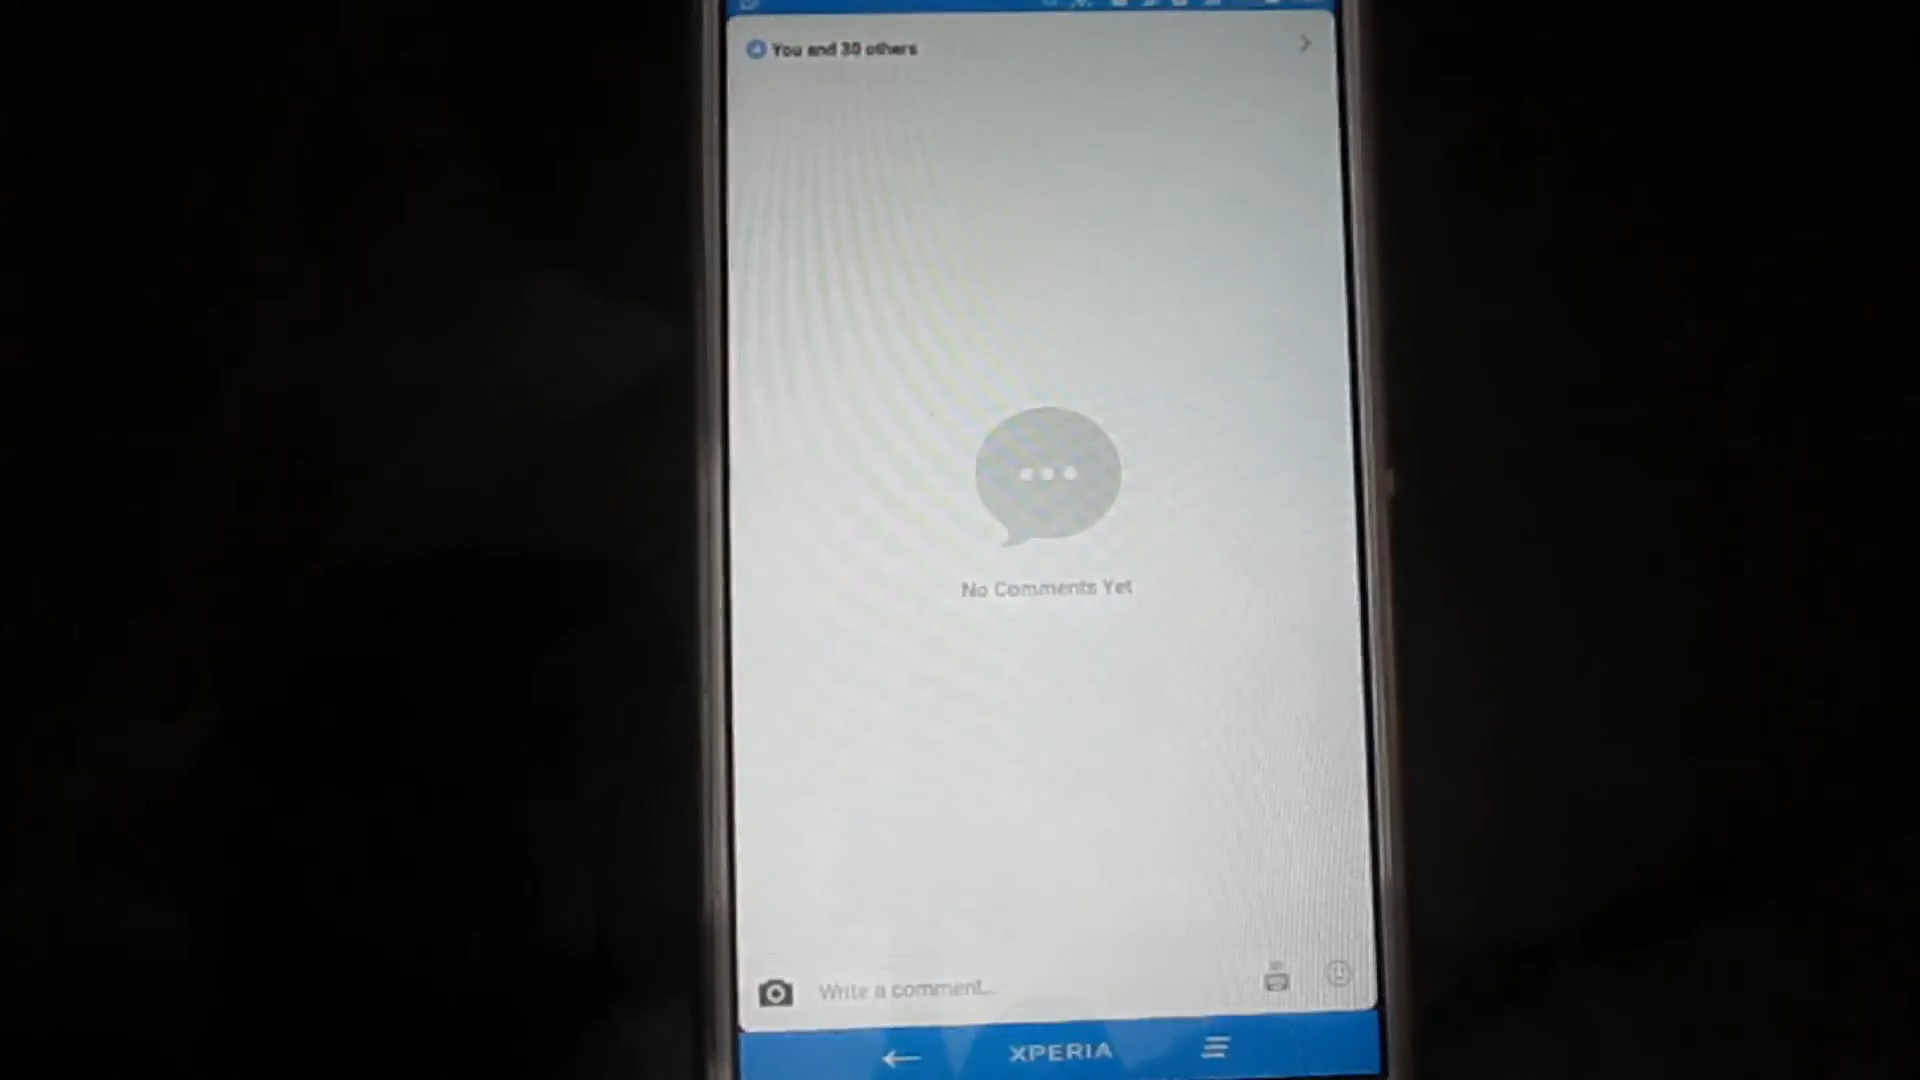 You and 30 others
No Comments Yet
Write a comment...
XPERIA